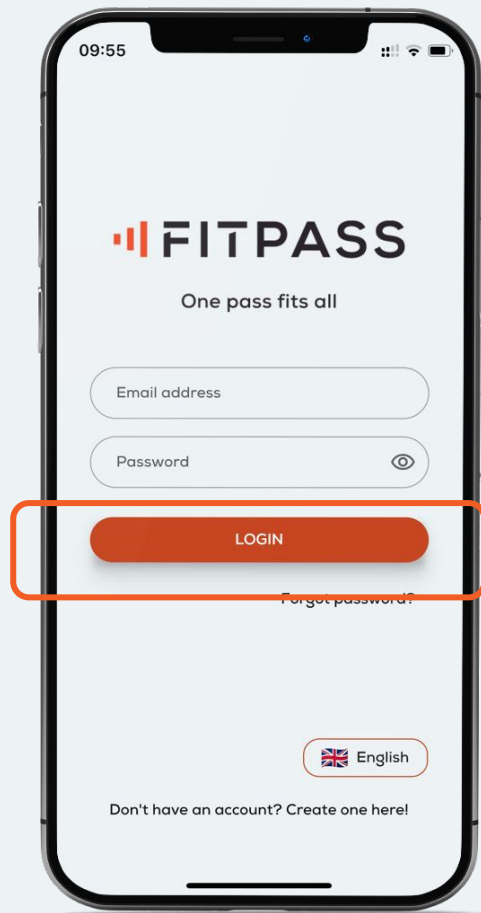 09:55
FITPASS
One pass fits all
Email address
Password
LOGIN
Forgot password?
English
Don't have an account? Create one here!